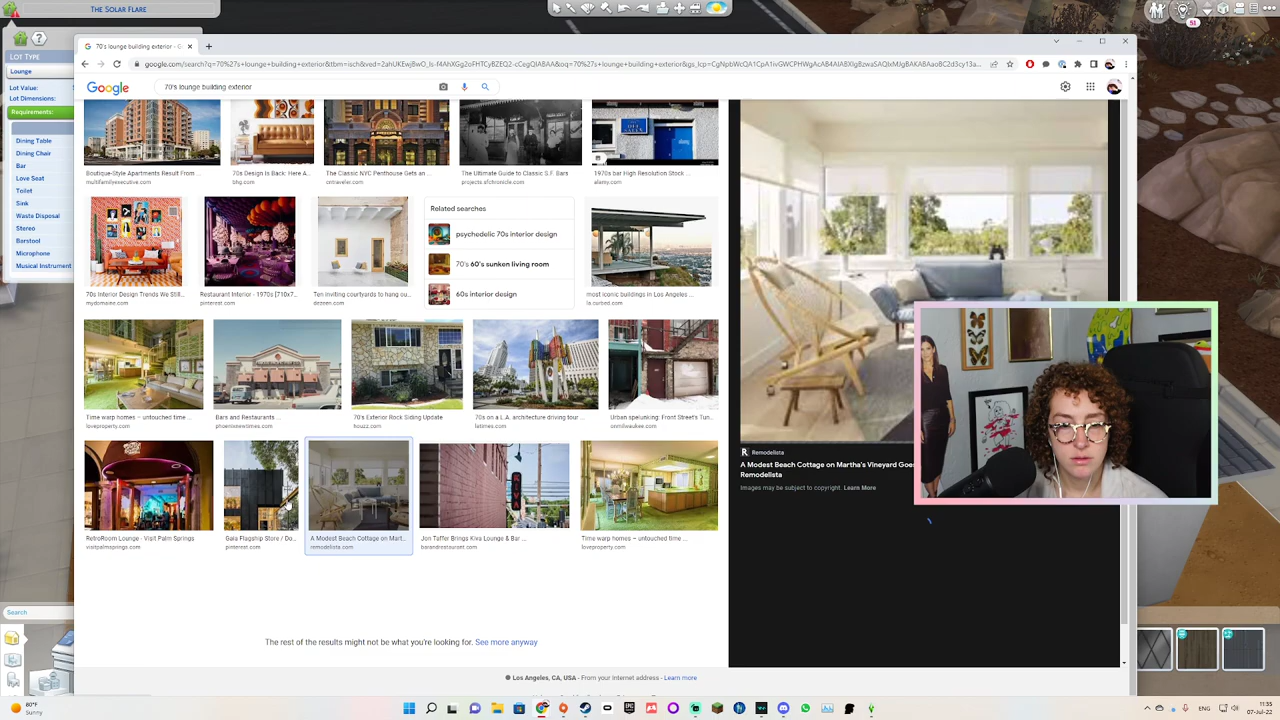 THE SOLAR FLARE
51
LOT TYPE
Lounge
Lot Value:
Lot Dimensions:
Requirements:
Dining Table
Dining Chair
Bar
Love Seat
Toilet
Sink
Waste Disposal
Stereo
Barstool
Microphone
Musical Instrument
Search
70's lounge building exterior - G
Google
70's lounge building exterior
Boutique-Style Apartments Result From ...
multifamilyexecutive.com
70s Design Is Back: Here A...
bhg.com
The Classic NYC Penthouse Gets an ...
cntraveler.com
The Ultimate Guide to Classic S.F. Bars
projects.sfchronicle.com
1970s bar High Resolution Stock ...
alamy.com
70s Interior Design Trends We Still...
mydomaine.com
Restaurant Interior - 1970s [710x7...
pinterest.com
Ten inviting courtyards to hang ou...
dezeen.com
Related searches
psychedelic 70s interior design
70's 60's sunken living room
60s interior design
most iconic buildings in Los Angeles ...
la.curbed.com
Time warp homes – untouched time ...
loveproperty.com
Bars and Restaurants ...
phoenixnewtimes.com
70's Exterior Rock Siding Update
houzz.com
70s on a L.A. architecture driving tour ...
latimes.com
Urban spelunking: Front Street's Tun...
onmilwaukee.com
RetroRoom Lounge - Visit Palm Springs
visitpalmsprings.com
Gaia Flagship Store / Do...
pinterest.com
A Modest Beach Cottage on Mart...
remodelista.com
Jon Taffer Brings Kiva Lounge & Bar ...
barandrestaurant.com
Time warp homes – untouched time ...
loveproperty.com
The rest of the results might not be what you're looking for. See more anyway
Los Angeles, CA, USA - From your Internet address - Learn more
Remodelista
A Modest Beach Cottage on Martha's Vineyard Goes
Remodelista
Images may be subject to copyright. Learn More
80°F
Sunny
11:35
01-Jul-22